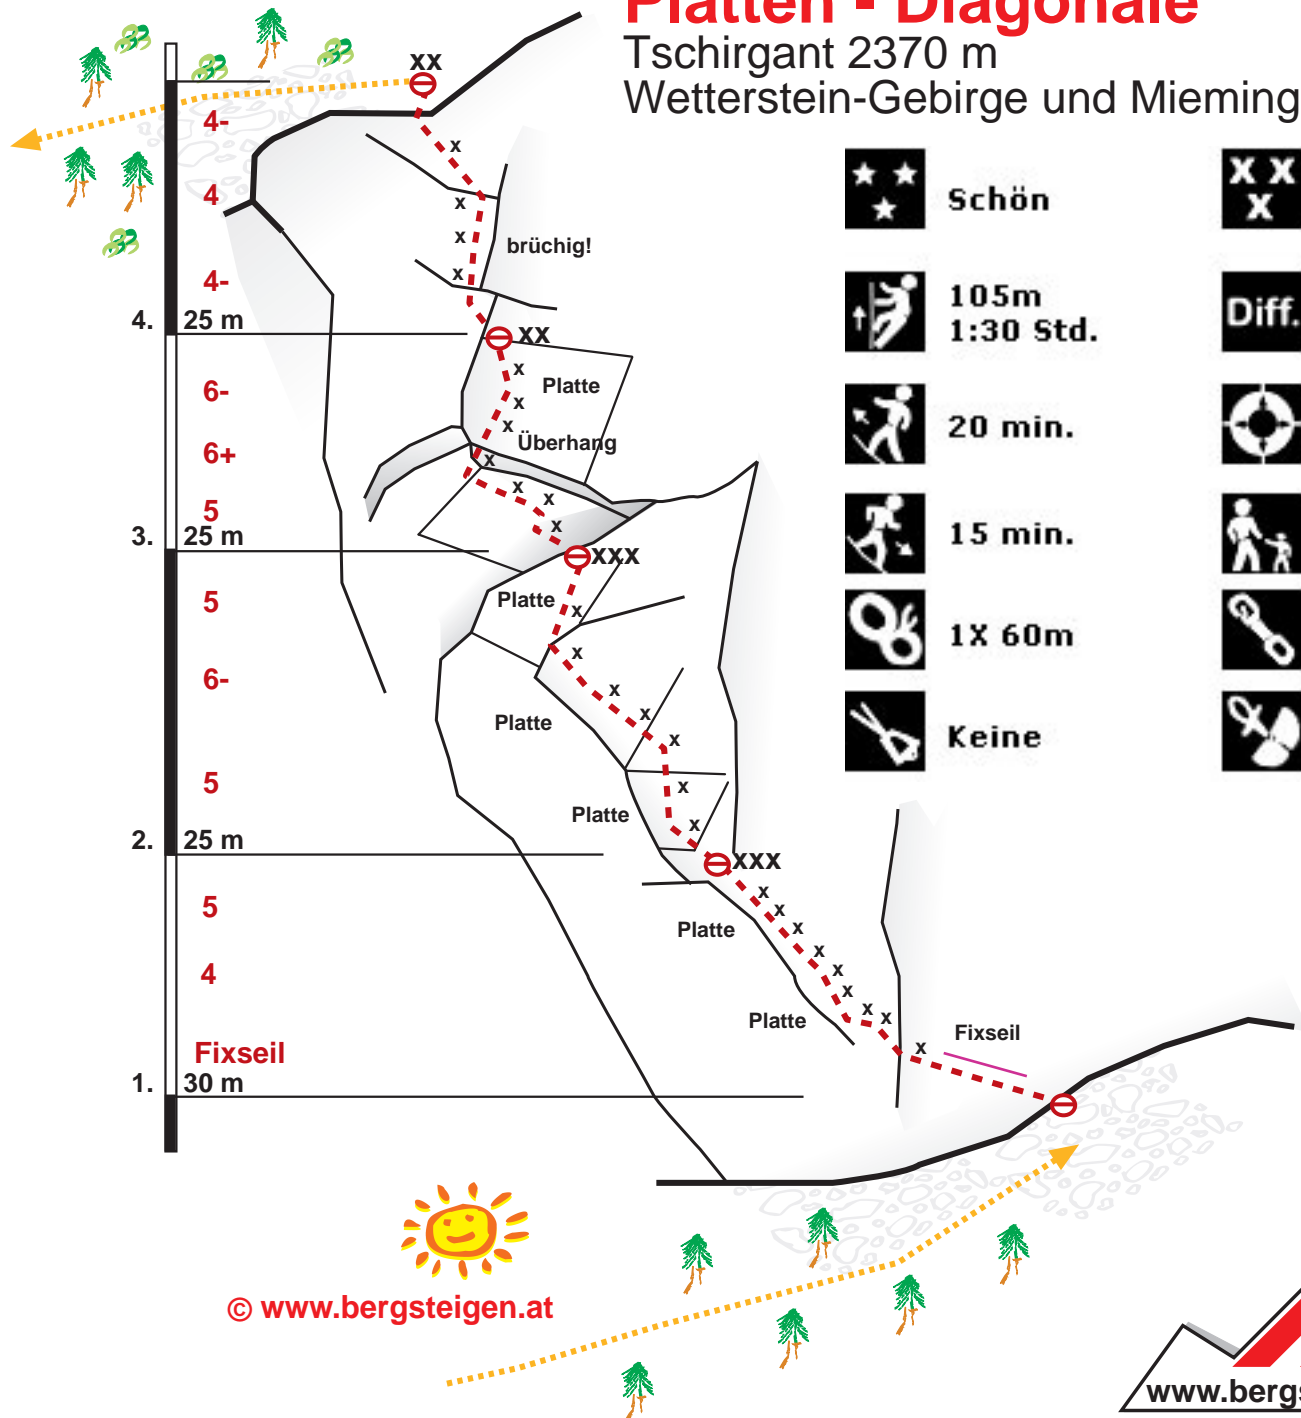 Platten - Diagonale
Tschirgant 2370 m
Wetterstein-Gebirge und Mieming
xx
4-
4
4-
brüchig!
4. 25 m
xx
x
x
x
x
Schön
X X
X
105m
1:30 Std.
Diff.
20 min.
15 min.
1X 60m
Keine
6-
6+
5
Platte
Überhang
x
x
x
x
x
x
x
3. 25 m
xxx
5
6-
5
Platte
Platte
Platte
x
x
x
x
x
x
x
2. 25 m
xxx
5
4
Platte
Platte
x
x
x
x
x
x
x
x
x
Fixseil
Fixseil
1. 30 m
© www.bergsteigen.at
www.bergs